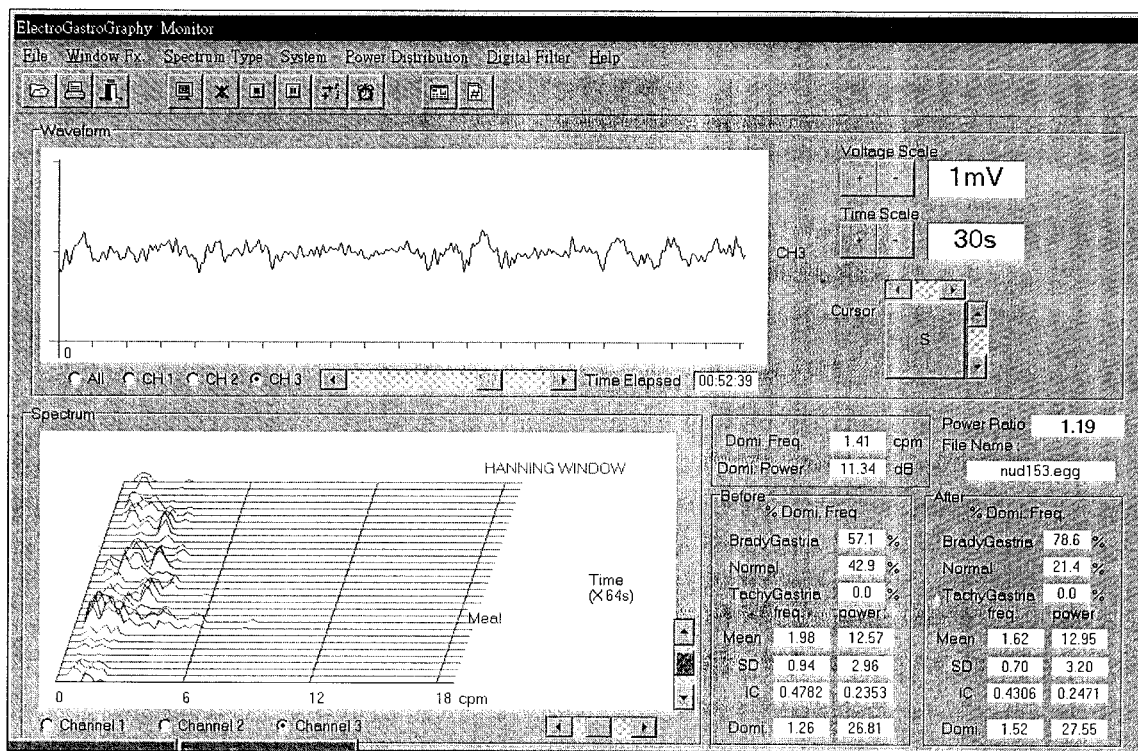 ElectroGastroGraphy Monitor
File Window Fx. Spectrum Type System Power Distribution Digital Filter Help
Waveform
Voltage Scale
+ - 1mV
Time Scale
+ - 30s
CH3
Cursor
S
0
All CH 1 CH 2 CH 3 Time Elapsed 00:52:39
Spectrum
HANNING WINDOW
Time
(X 64s)
Meal
0 6 12 18 cpm
Channel 1 Channel 2 Channel 3
Domi. Freq. 1.41 cpm
Domi. Power 11.34 dB
Power Ratio 1.19
File Name :
nud153.egg
Before
% Domi. Freq.
BradyGastria 57.1 %
Normal 42.9 %
TachyGastria 0.0 %
freq. power
Mean 1.98 12.57
SD 0.94 2.96
IC 0.4782 0.2353
Domi. 1.26 26.81
After
% Domi. Freq.
BradyGastria 78.6 %
Normal 21.4 %
TachyGastria 0.0 %
freq. power
Mean 1.62 12.95
SD 0.70 3.20
IC 0.4306 0.2471
Domi. 1.52 27.55